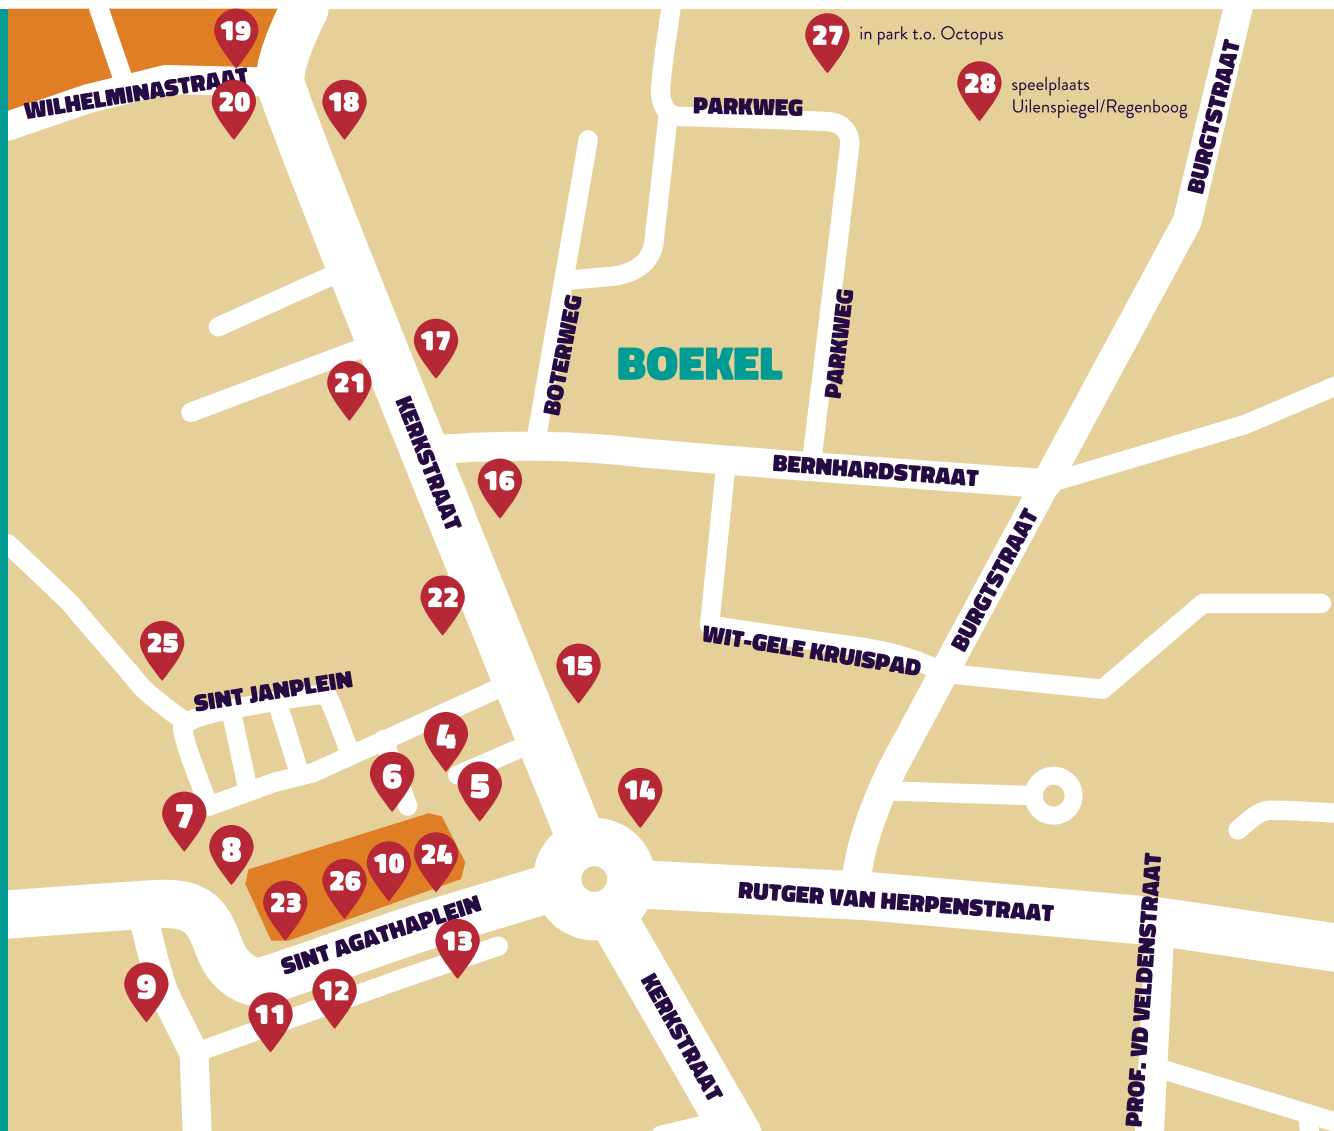 19
27
in park t.o. Octopus
28
speelplaats
Uilenspiegel/Regenboog
WILHELMINASTRAAT
20
18
PARKWEG
BURGTSTRAAT
17
21
BOTERWEG
BOEKEL
PARKWEG
KERKSTRAAT
16
BERNHARDSTRAAT
22
BURGTSTRAAT
25
15
WIT-GELE KRUISPAD
SINT JANPLEIN
4
6
5
14
7
8
23
26
10
24
SINT AGATHAPLEIN
RUTGER VAN HERPENSTRAAT
13
9
12
11
KERKSTRAAT
PROF. VD VELDENSTRAAT